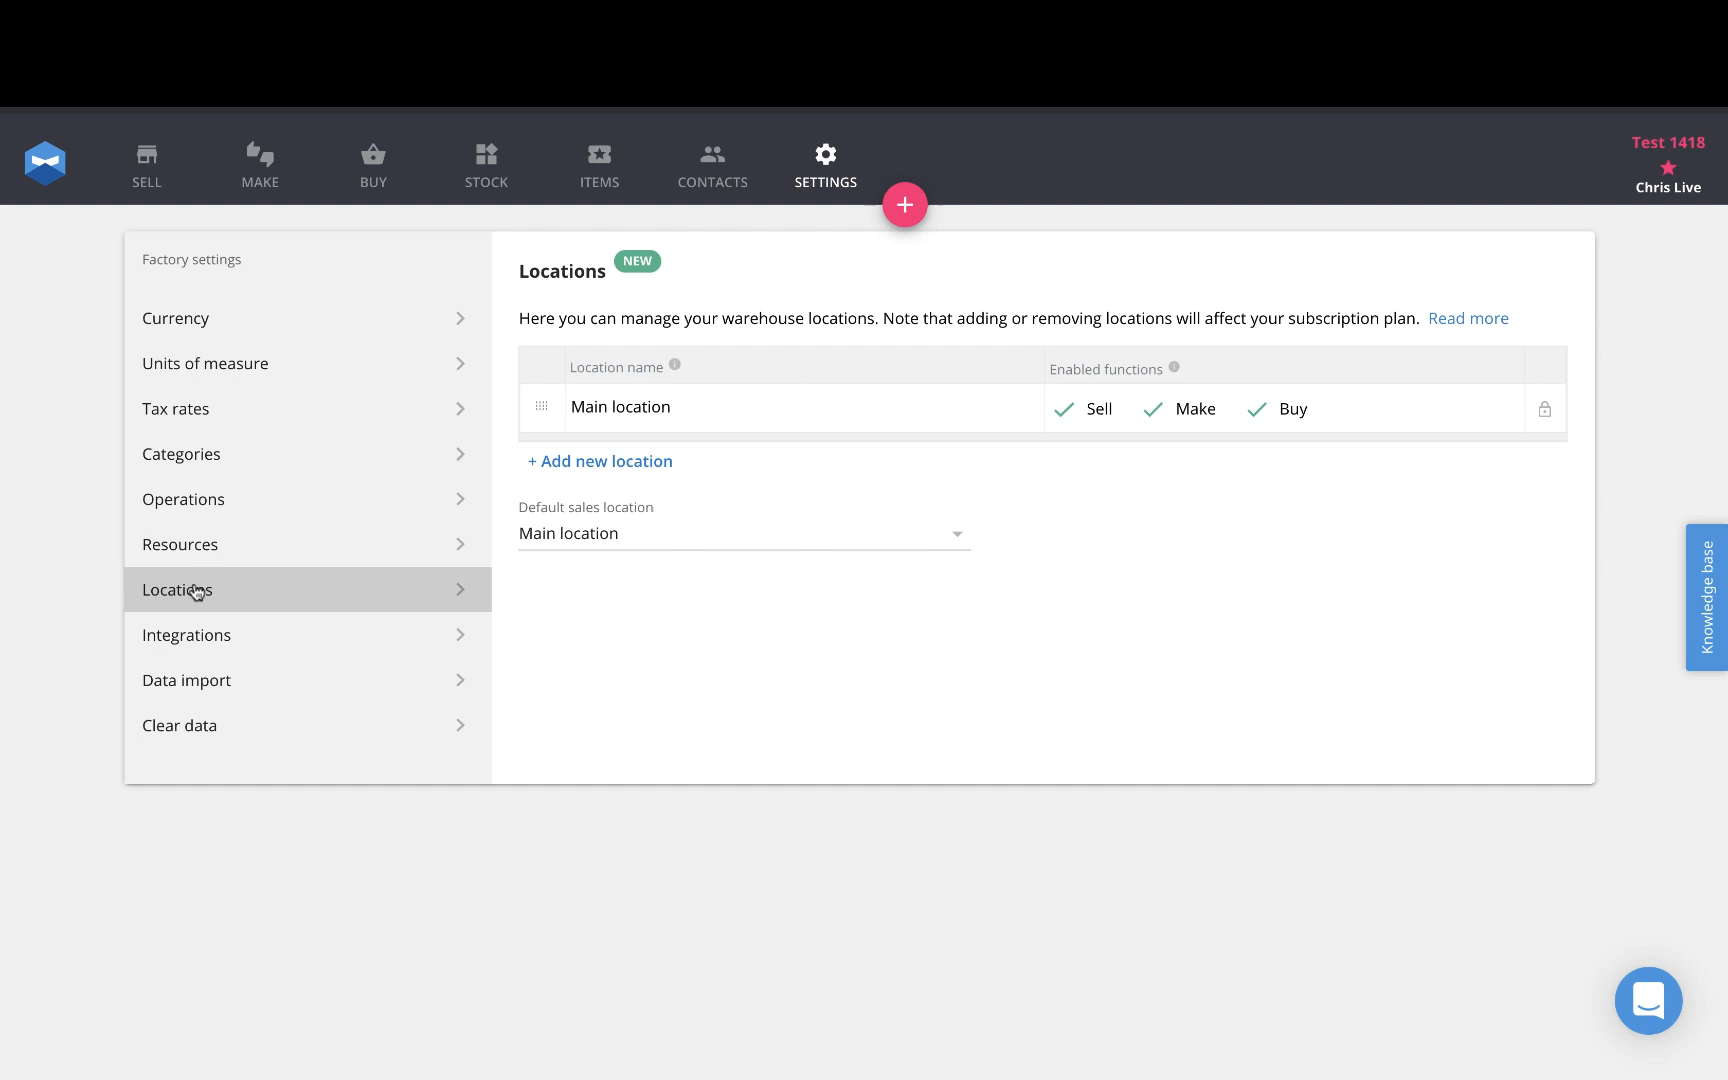 SELL
MAKE
BUY
STOCK
ITEMS
CONTACTS
SETTINGS
+
Test 1418
Chris Live
Factory settings
Currency
Units of measure
Tax rates
Categories
Operations
Resources
Locations
Integrations
Data import
Clear data
Locations NEW
Here you can manage your warehouse locations. Note that adding or removing locations will affect your subscription plan. Read more
Location name Enabled functions
Main location Sell Make Buy
+ Add new location
Default sales location
Main location
Knowledge base